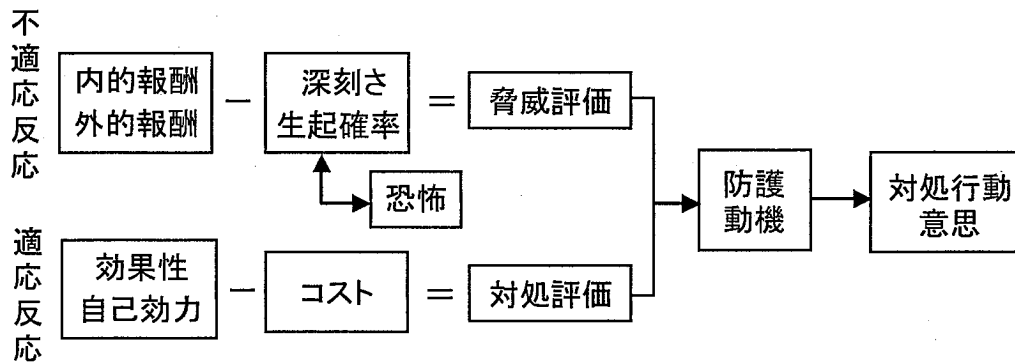 不適応反応
内的報酬
外的報酬
−
深刻さ
生起確率
=
脅威評価
恐怖
防護
動機
対処行動
意思
適応反応
効果性
自己効力
−
コスト
=
対処評価